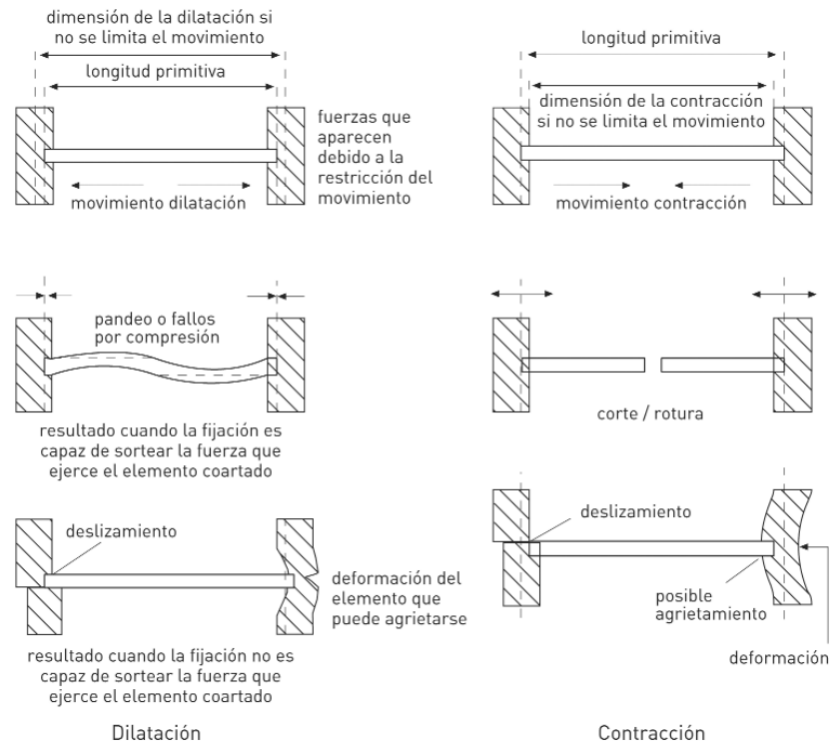 dimensión de la dilatación si
no se limita el movimiento
longitud primitiva
fuerzas que
aparecen
debido a la
restricción del
movimiento
movimiento dilatación
longitud primitiva
dimensión de la contracción
si no se limita el movimiento
movimiento contracción
pandeo o fallos
por compresión
resultado cuando la fijación es
capaz de sortear la fuerza que
ejerce el elemento coartado
corte / rotura
deslizamiento
deformación del
elemento que
puede agrietarse
resultado cuando la fijación no es
capaz de sortear la fuerza que
ejerce el elemento coartado
deslizamiento
posible
agrietamiento
deformación
Dilatación
Contracción